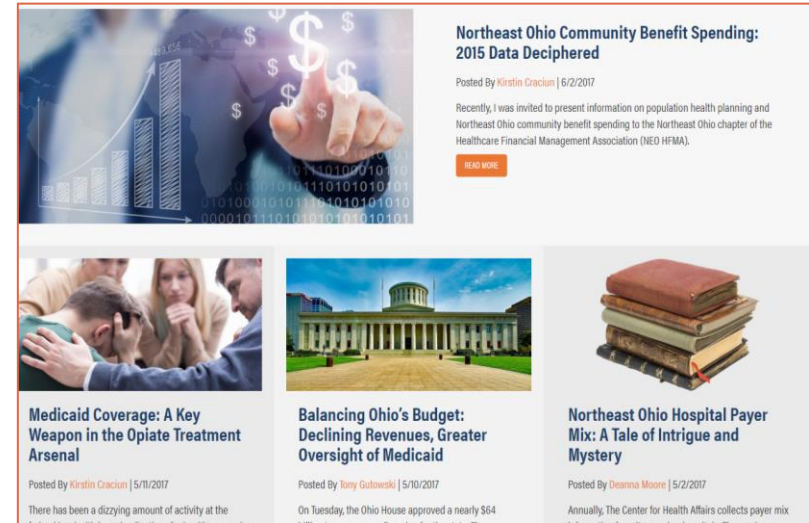 Northeast Ohio Community Benefit Spending:
2015 Data Deciphered
Posted By Kirstin Craciun | 6/2/2017
Recently, I was invited to present information on population health planning and
Northeast Ohio community benefit spending to the Northeast Ohio chapter of the
Healthcare Financial Management Association (NEO HFMA).
READ MORE
Medicaid Coverage: A Key
Weapon in the Opiate Treatment
Arsenal
Posted By Kirstin Craciun | 5/11/2017
There has been a dizzying amount of activity at the
Balancing Ohio's Budget:
Declining Revenues, Greater
Oversight of Medicaid
Posted By Tony Gutowski | 5/10/2017
On Tuesday, the Ohio House approved a nearly $64
Northeast Ohio Hospital Payer
Mix: A Tale of Intrigue and
Mystery
Posted By Deanna Moore | 5/2/2017
Annually, The Center for Health Affairs collects payer mix